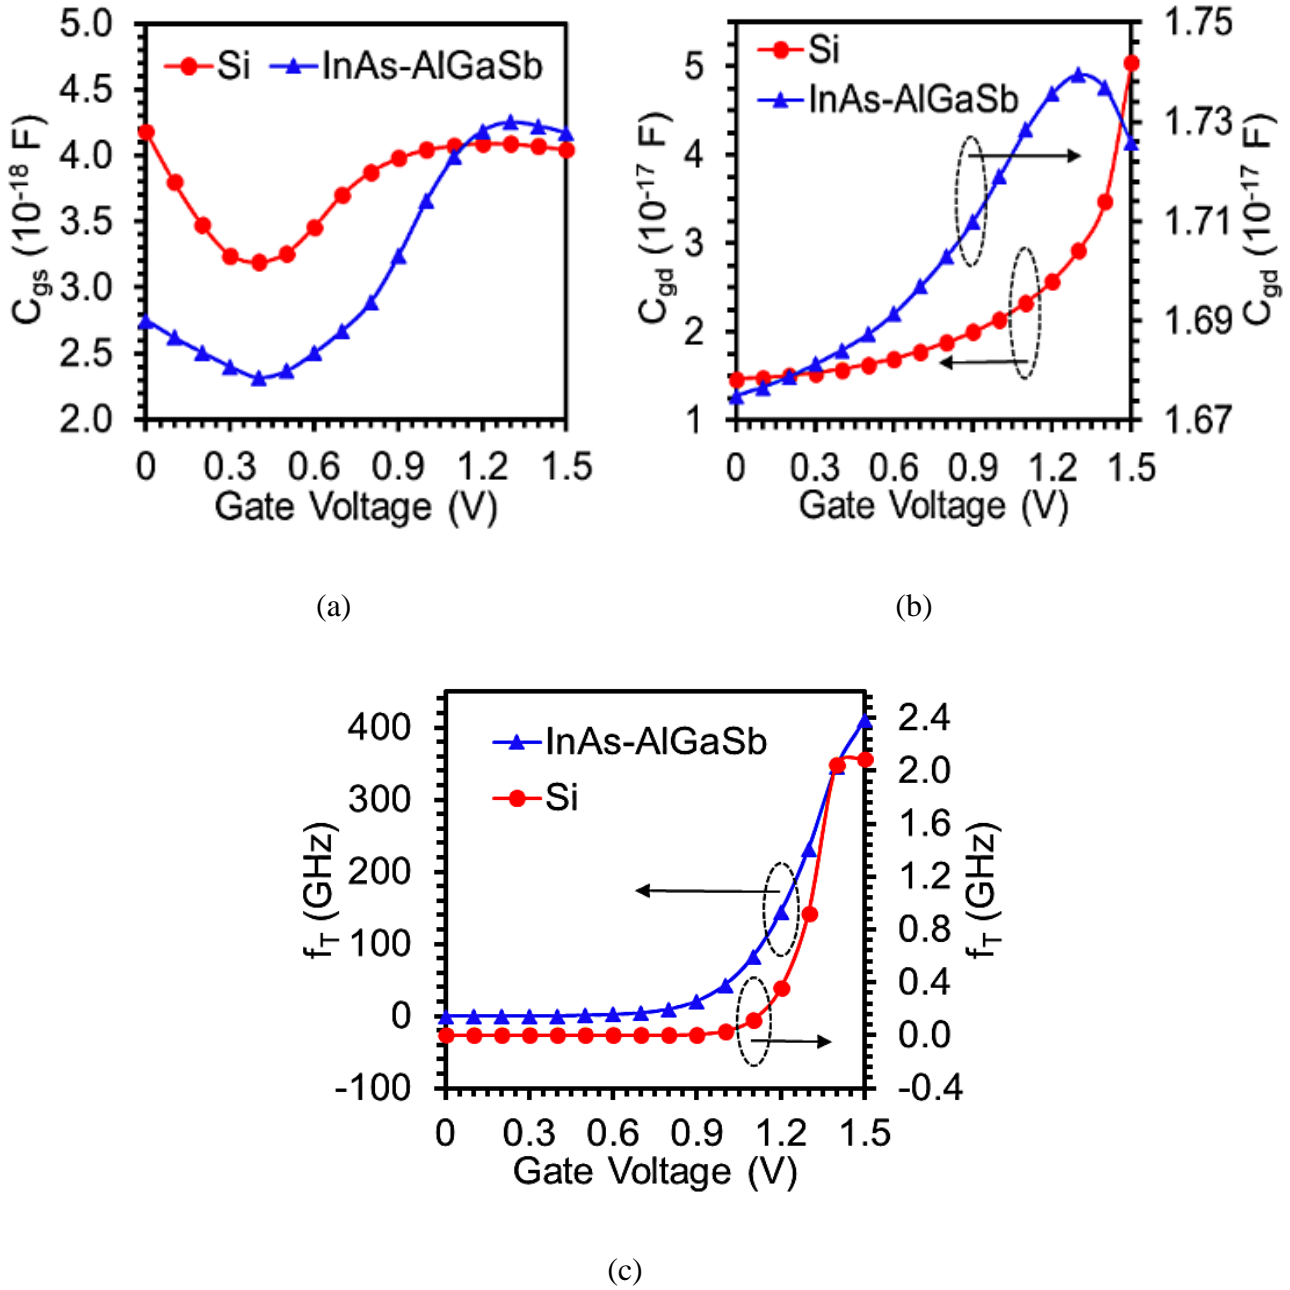 5.0
4.5
4.0
3.5
3.0
2.5
2.0
C_gs (10^-18 F)
Si
InAs-AlGaSb
0 0.3 0.6 0.9 1.2 1.5
Gate Voltage (V)
(a)
5
4
3
2
1
C_gd (10^-17 F)
Si
InAs-AlGaSb
1.75
1.73
1.71
1.69
1.67
C_gd (10^-17 F)
0 0.3 0.6 0.9 1.2 1.5
Gate Voltage (V)
(b)
400
300
200
100
0
-100
f_T (GHz)
InAs-AlGaSb
Si
2.4
2.0
1.6
1.2
0.8
0.4
0.0
-0.4
f_T (GHz)
0 0.3 0.6 0.9 1.2 1.5
Gate Voltage (V)
(c)